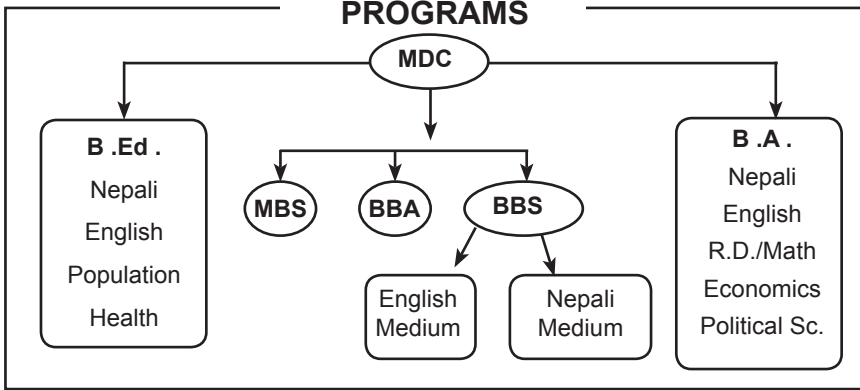 PROGRAMS
MDC
B .Ed .
Nepali
English
Population
Health
MBS
BBA
BBS
English
Medium
Nepali
Medium
B .A .
Nepali
English
R.D./Math
Economics
Political Sc.